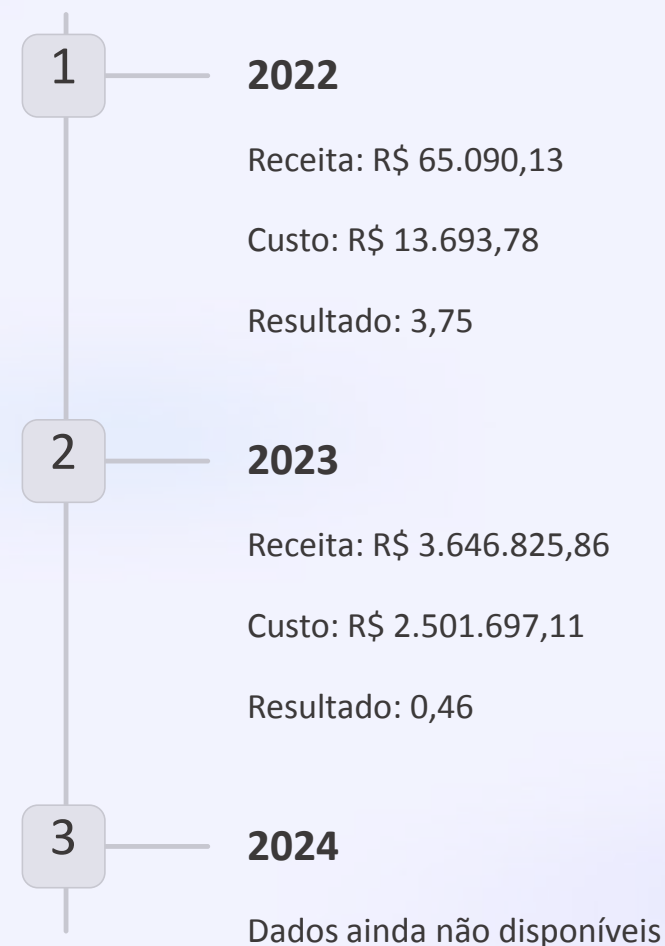 1
2022
Receita: R$ 65.090,13
Custo: R$ 13.693,78
Resultado: 3,75
2
2023
Receita: R$ 3.646.825,86
Custo: R$ 2.501.697,11
Resultado: 0,46
3
2024
Dados ainda não disponíveis